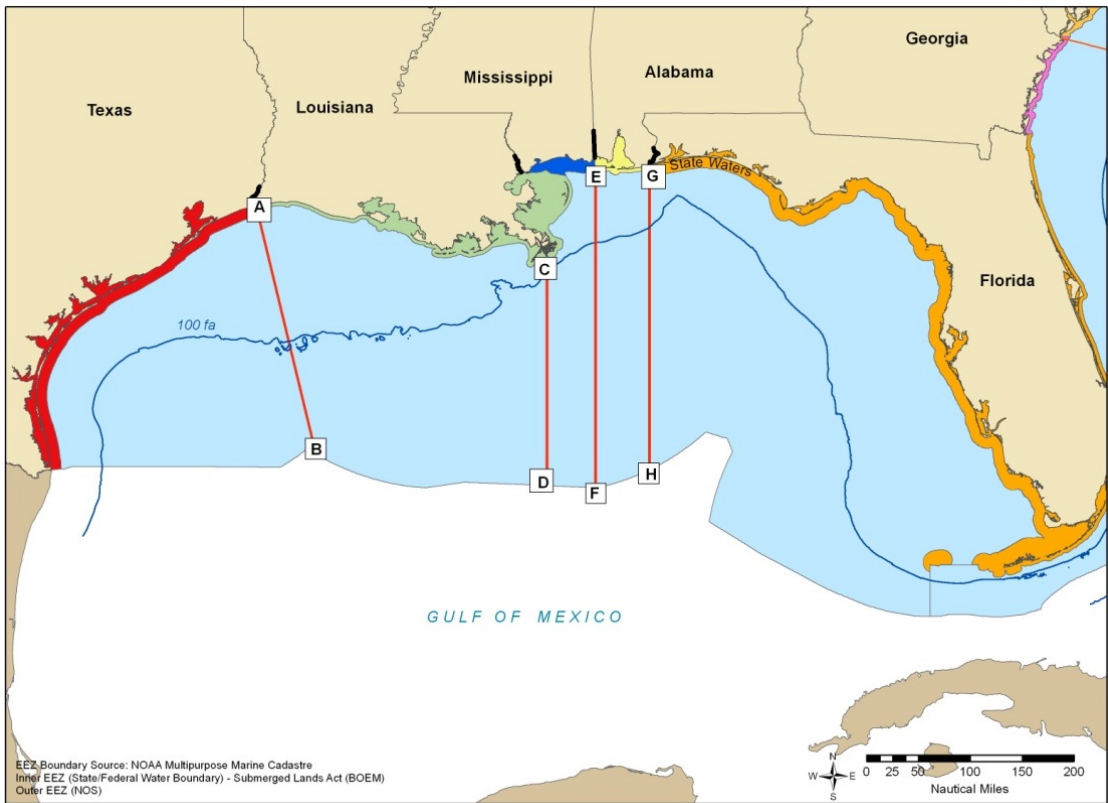 Georgia
Mississippi
Alabama
Texas
Louisiana
State Waters
E
G
A
C
Florida
100 fa
B
D
F
H
GULF OF MEXICO
EEZ Boundary Source: NOAA Multipurpose Marine Cadastre
Inner EEZ (State/Federal Water Boundary) - Submerged Lands Act (BOEM)
Outer EEZ (NOS)
N
W E
S
0 25 50 100 150 200
Nautical Miles